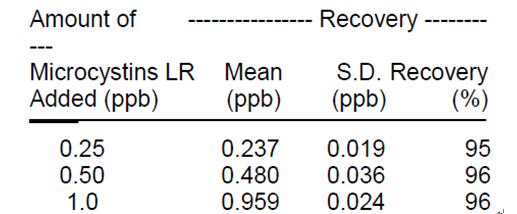 Amount of ---------------- Recovery --------
---
Microcystins LR Mean S.D. Recovery
Added (ppb) (ppb) (ppb) (%)
0.25 0.237 0.019 95
0.50 0.480 0.036 96
1.0 0.959 0.024 96